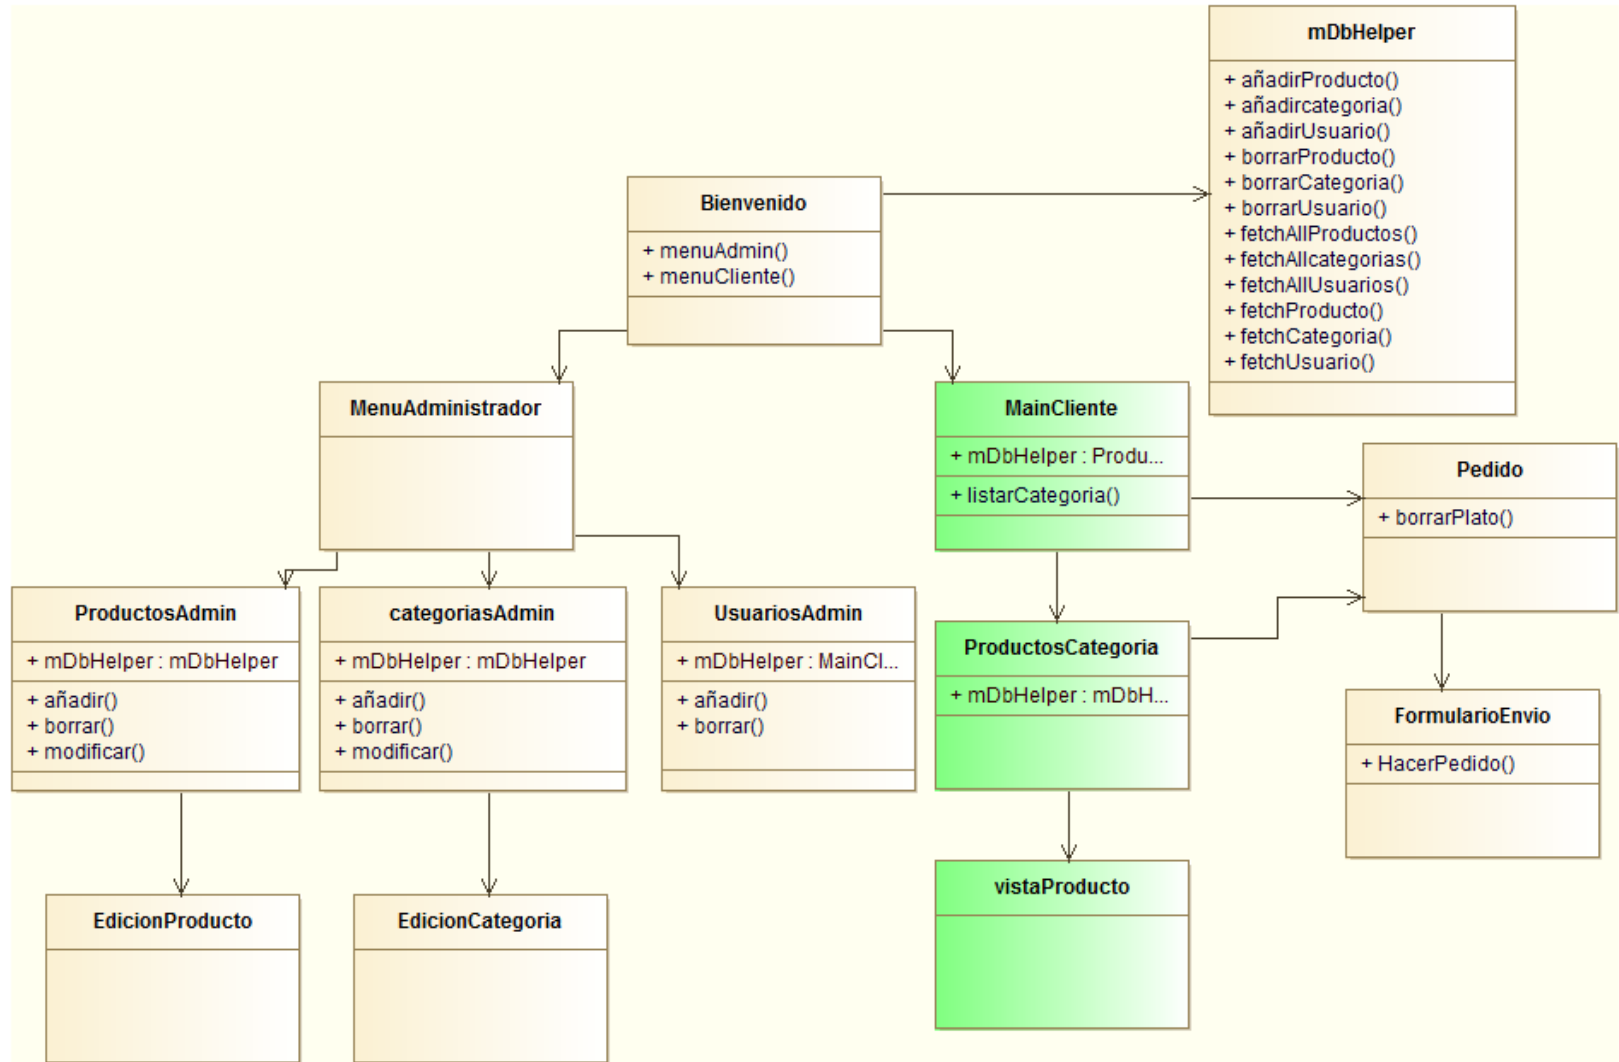 mDbHelper
+ añadirProducto()
+ añadircategoria()
+ añadirUsuario()
+ borrarProducto()
+ borrarCategoria()
+ borrarUsuario()
+ fetchAllProductos()
+ fetchAllcategorias()
+ fetchAllUsuarios()
+ fetchProducto()
+ fetchCategoria()
+ fetchUsuario()
Bienvenido
+ menuAdmin()
+ menuCliente()
MenuAdministrador
MainCliente
+ mDbHelper : Produ...
+ listarCategoria()
Pedido
+ borrarPlato()
ProductosAdmin
+ mDbHelper : mDbHelper
+ añadir()
+ borrar()
+ modificar()
categoriasAdmin
+ mDbHelper : mDbHelper
+ añadir()
+ borrar()
+ modificar()
UsuariosAdmin
+ mDbHelper : MainCl...
+ añadir()
+ borrar()
ProductosCategoria
+ mDbHelper : mDbH...
FormularioEnvio
+ HacerPedido()
EdicionProducto
EdicionCategoria
vistaProducto